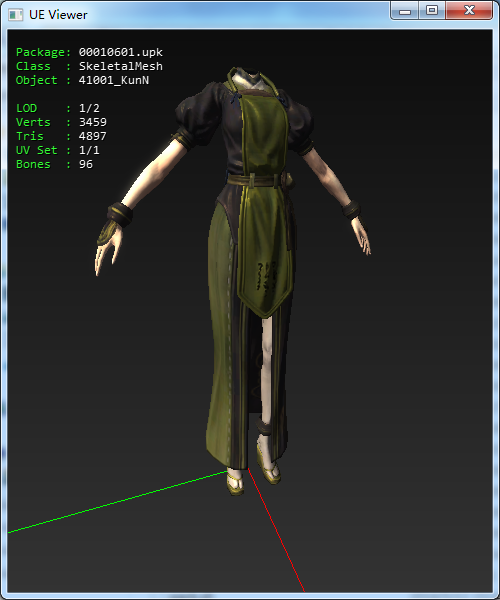 UE Viewer
Package: 00010601.upk
Class : SkeletalMesh
Object : 41001_KunN
LOD : 1/2
Verts : 3459
Tris : 4897
UV Set : 1/1
Bones : 96